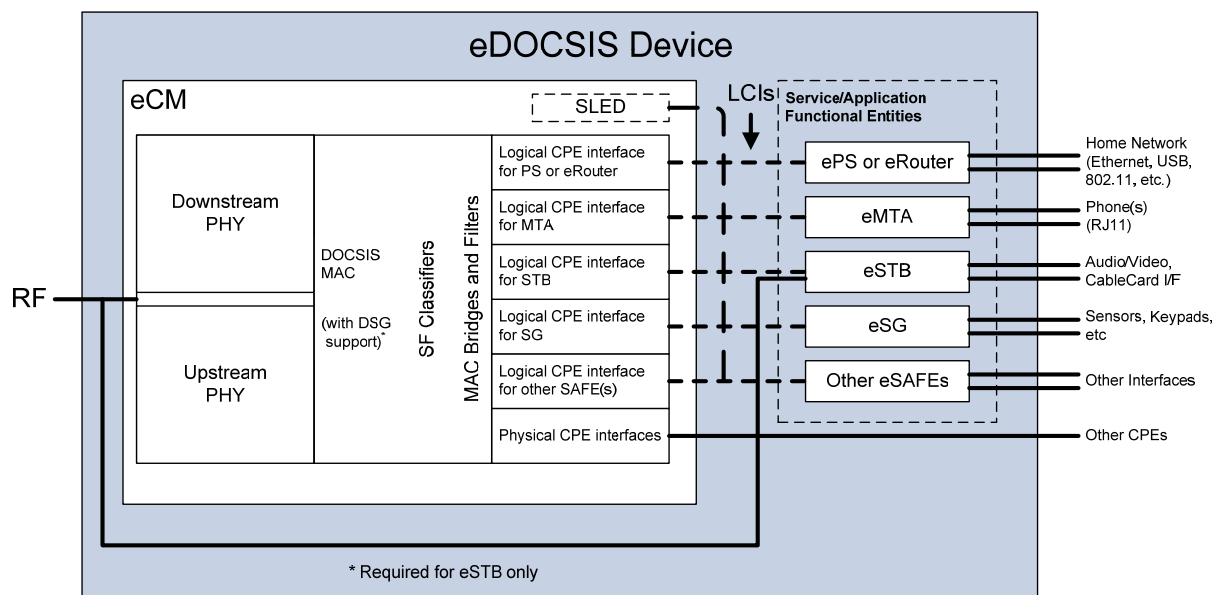 eDOCSIS Device
eCM
SLED
LCIs
Service/Application
Functional Entities
Downstream
PHY
Upstream
PHY
DOCSIS
MAC
(with DSG
support)*
SF Classifiers
MAC Bridges and Filters
Logical CPE interface
for PS or eRouter
Logical CPE interface
for MTA
Logical CPE interface
for STB
Logical CPE interface
for SG
Logical CPE interface
for other SAFE(s)
Physical CPE interfaces
ePS or eRouter
eMTA
eSTB
eSG
Other eSAFEs
Home Network
(Ethernet, USB,
802.11, etc.)
Phone(s)
(RJ11)
Audio/Video,
CableCard I/F
Sensors, Keypads,
etc
Other Interfaces
Other CPEs
RF
* Required for eSTB only